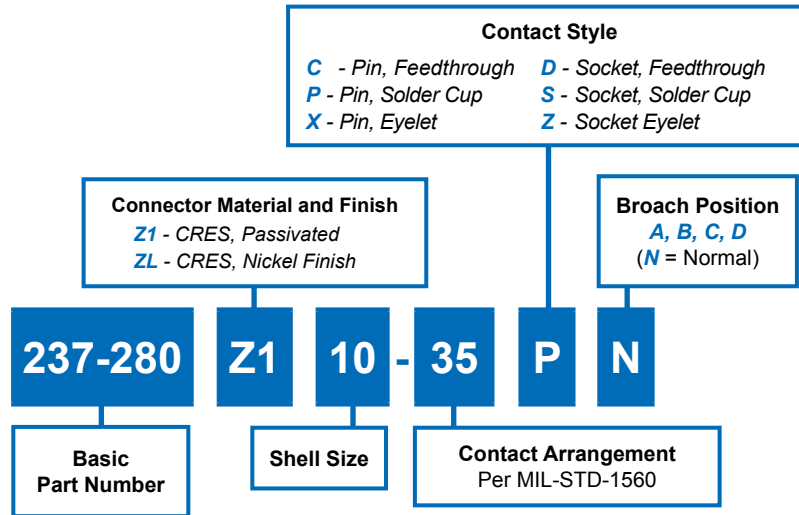 Contact Style
C - Pin, Feedthrough D - Socket, Feedthrough
P - Pin, Solder Cup S - Socket, Solder Cup
X - Pin, Eyelet Z - Socket Eyelet
Connector Material and Finish
Z1 - CRES, Passivated
ZL - CRES, Nickel Finish
Broach Position
A, B, C, D
(N = Normal)
237-280 Z1 10 - 35 P N
Basic
Part Number
Shell Size
Contact Arrangement
Per MIL-STD-1560